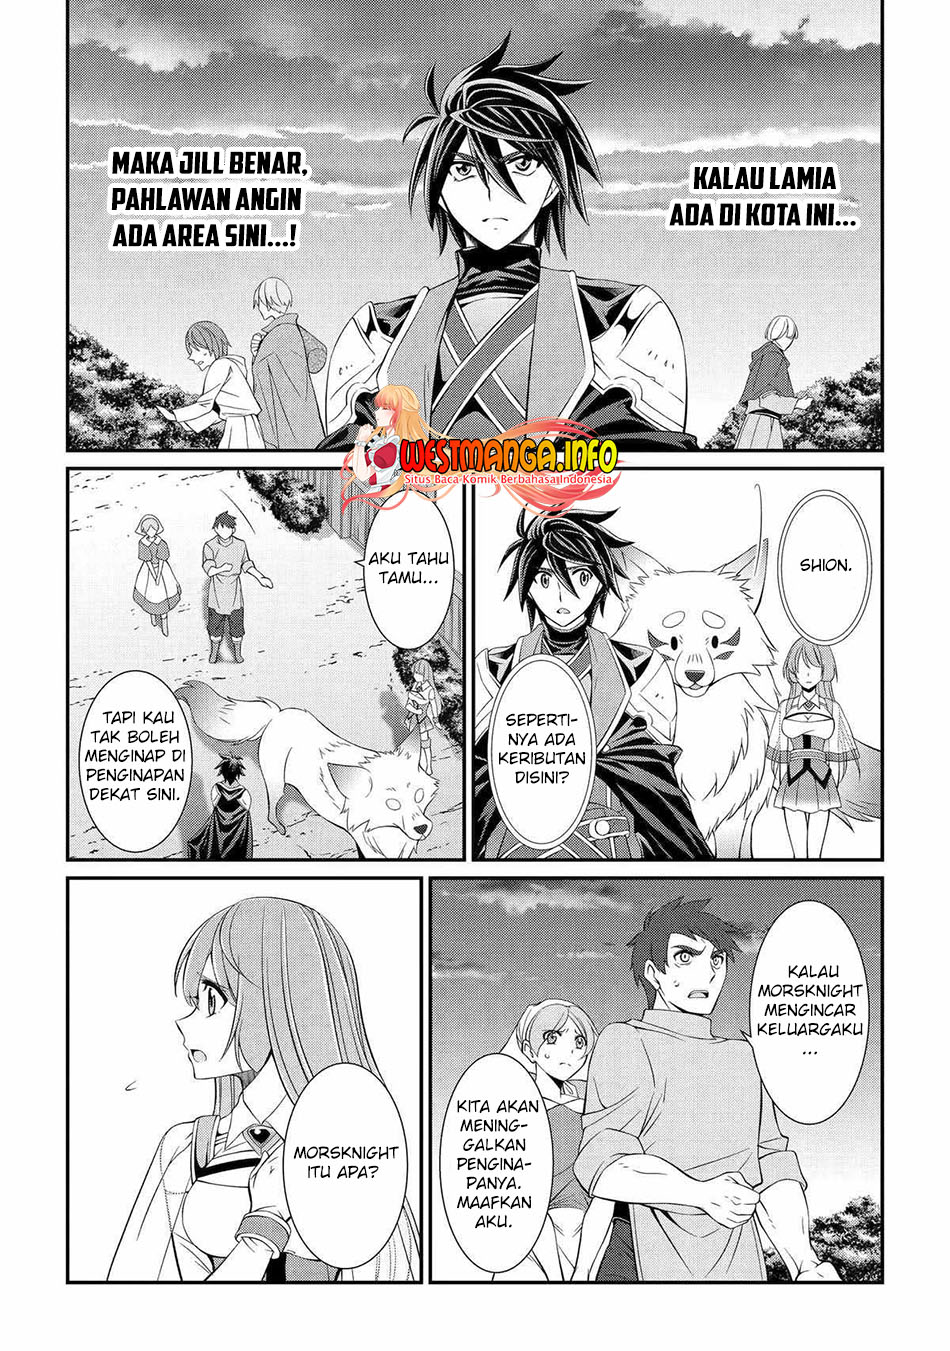 KALAU LAMIA
ADA DI KOTA INI...
MAKA JILL BENAR,
PAHLAWAN ANGIN
ADA AREA SINI...!
WESTMANGA.INFO
Situs Baca Komik Berbahasa Indonesia
SHION.
SEPERTI-
NYA ADA
KERIBUTAN
DISINI?
AKU TAHU
TAMU...
TAPI KAU
TAK BOLEH
MENGINAP DI
PENGINAPAN
DEKAT SINI.
KALAU
MORSKNIGHT
MENGINCAR
KELUARGAKU
...
KITA AKAN
MENING-
GALKAN
PENGINA-
PANYA.
MAAFKAN
AKU.
MORSKNIGHT
ITU APA?